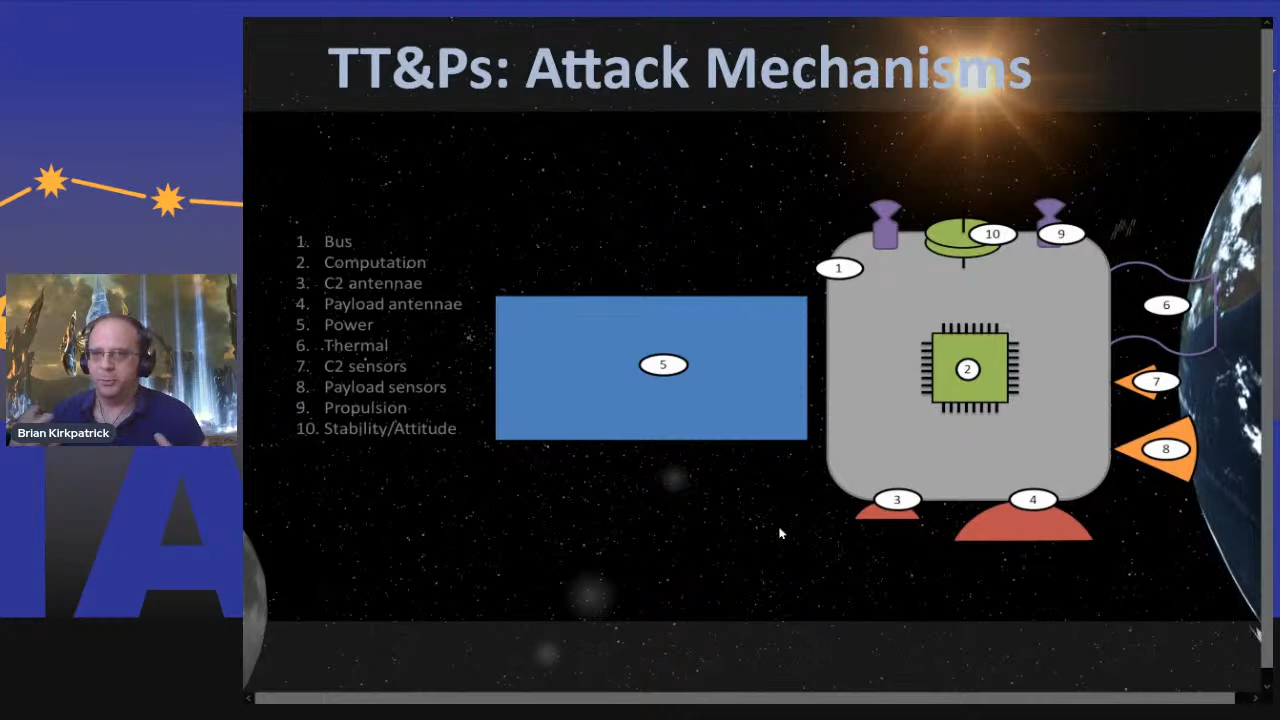 TT&Ps: Attack Mechanisms
1. Bus
2. Computation
3. C2 antennae
4. Payload antennae
5. Power
6. Thermal
7. C2 sensors
8. Payload sensors
9. Propulsion
10. Stability/Attitude
10
9
1
6
5
2
7
8
3
4
Brian Kirkpatrick
IA